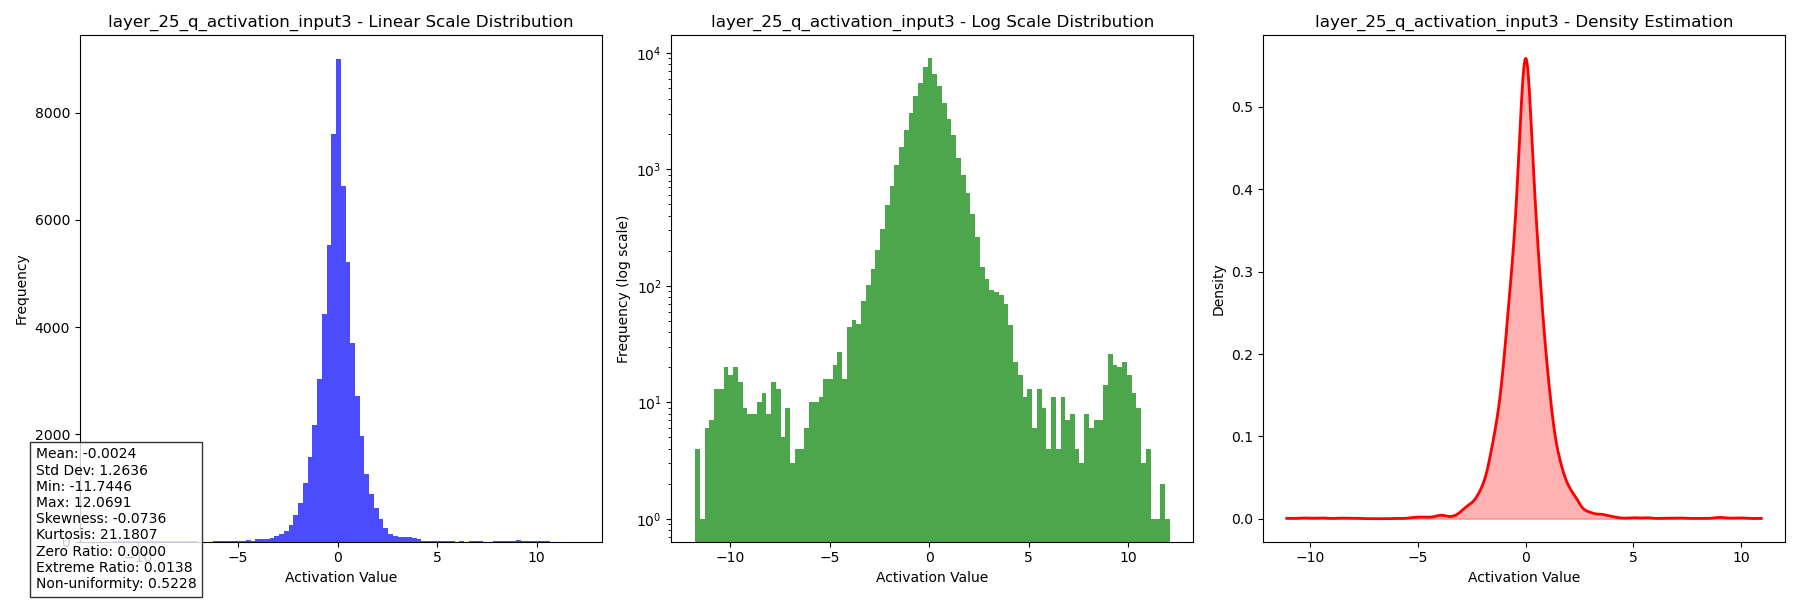 layer_25_q_activation_input3 - Linear Scale Distribution
Frequency
8000
6000
4000
2000
−5
0
5
10
Activation Value
Mean: -0.0024
Std Dev: 1.2636
Min: -11.7446
Max: 12.0691
Skewness: -0.0736
Kurtosis: 21.1807
Zero Ratio: 0.0000
Extreme Ratio: 0.0138
Non-uniformity: 0.5228
layer_25_q_activation_input3 - Log Scale Distribution
Frequency (log scale)
10⁴
10³
10²
10¹
10⁰
−10
−5
0
5
10
Activation Value
layer_25_q_activation_input3 - Density Estimation
Density
0.5
0.4
0.3
0.2
0.1
0.0
−10
−5
0
5
10
Activation Value